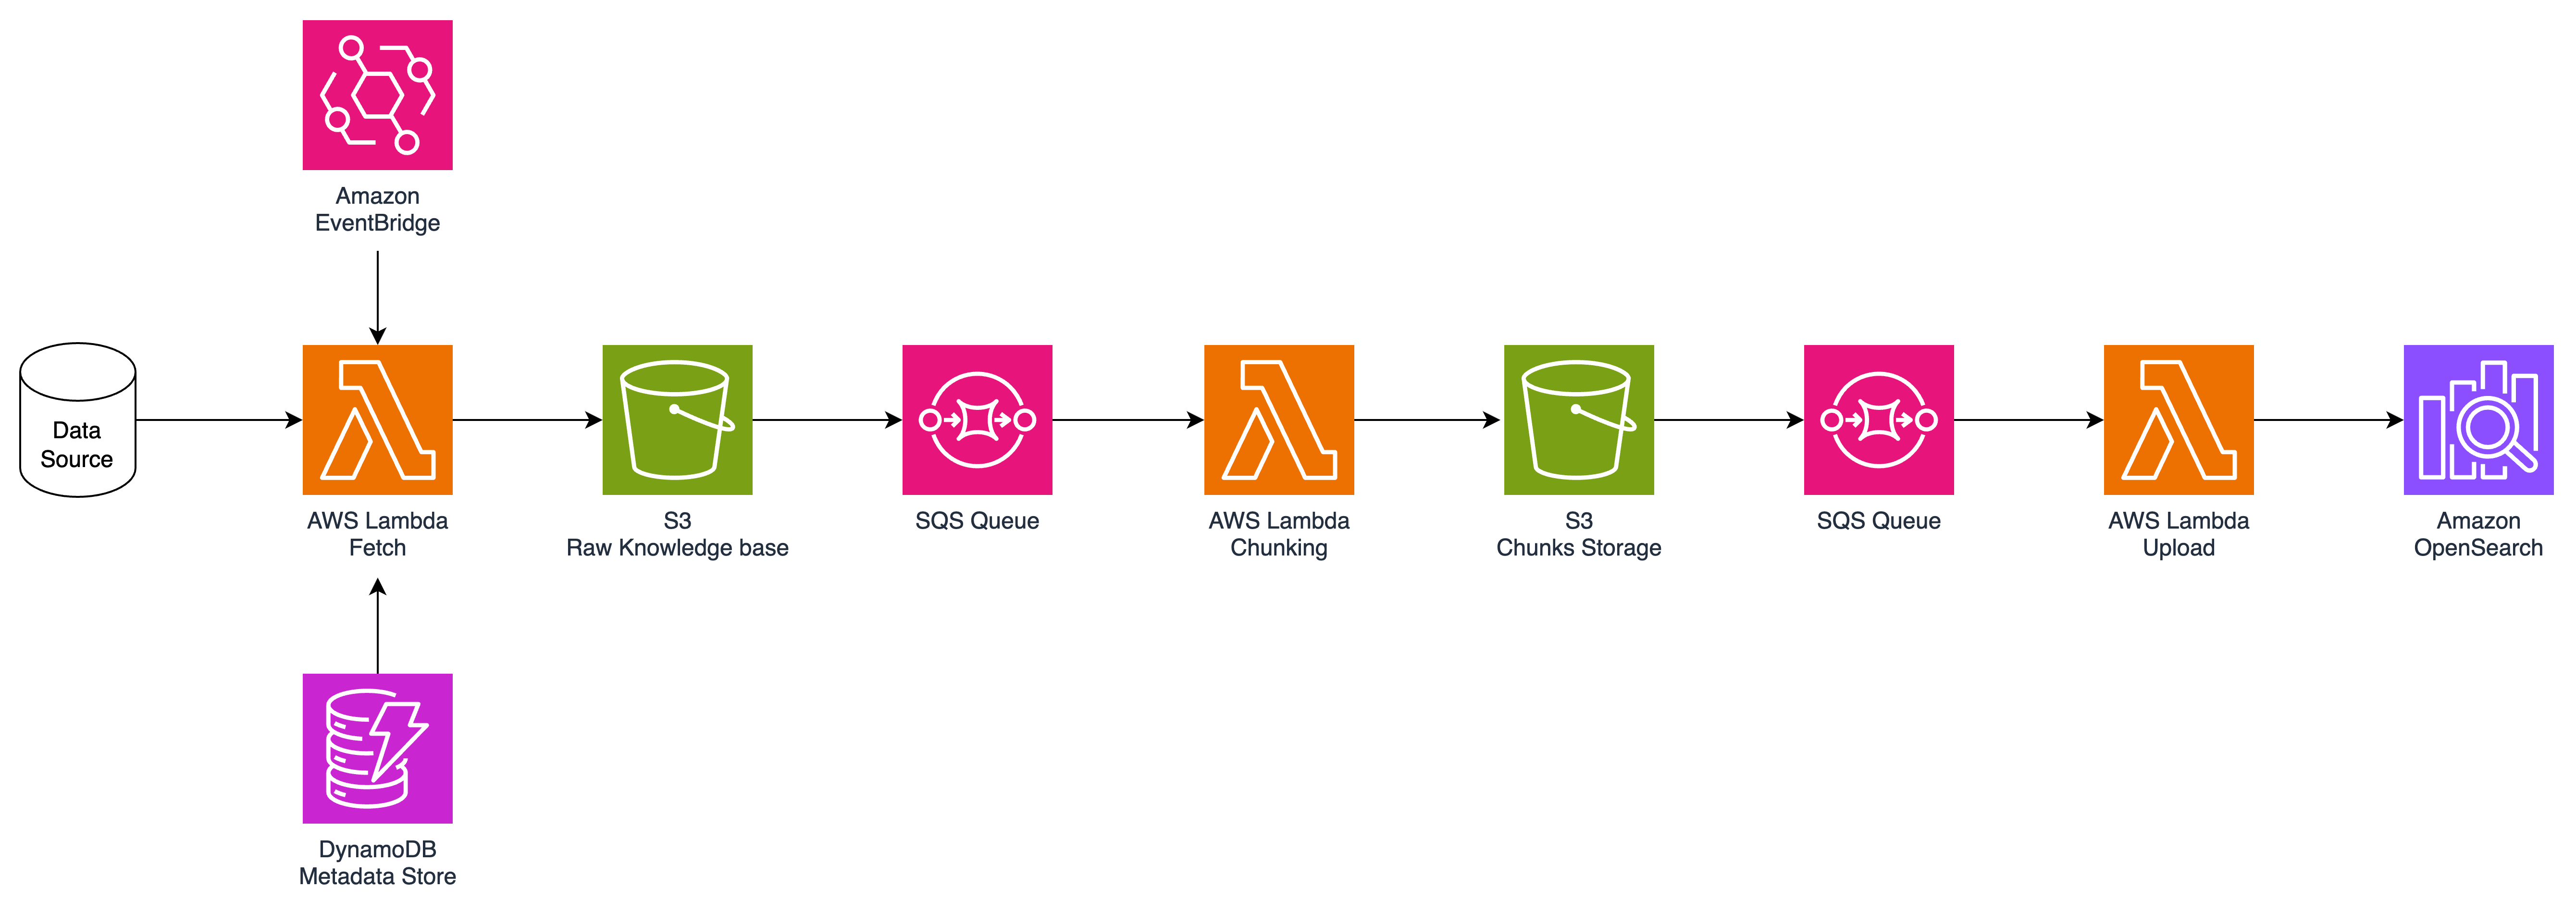 Amazon
EventBridge
Data
Source
AWS Lambda
Fetch
S3
Raw Knowledge base
SQS Queue
AWS Lambda
Chunking
S3
Chunks Storage
SQS Queue
AWS Lambda
Upload
Amazon
OpenSearch
DynamoDB
Metadata Store